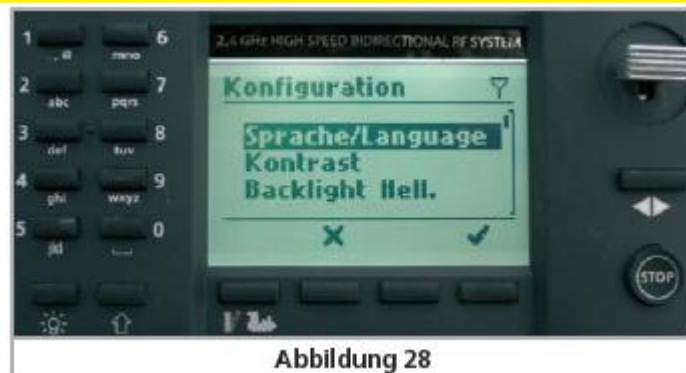 2,4 GHz HIGH SPEED BIDIRECTIONAL RF SYSTEM
Konfiguration
Sprache/Language
Kontrast
Backlight Hell.
1 6
mno
2 7
abc pqrs
3 8
def tuv
4 9
ghi wxyz
5 0
jkl
STOP
Abbildung 28